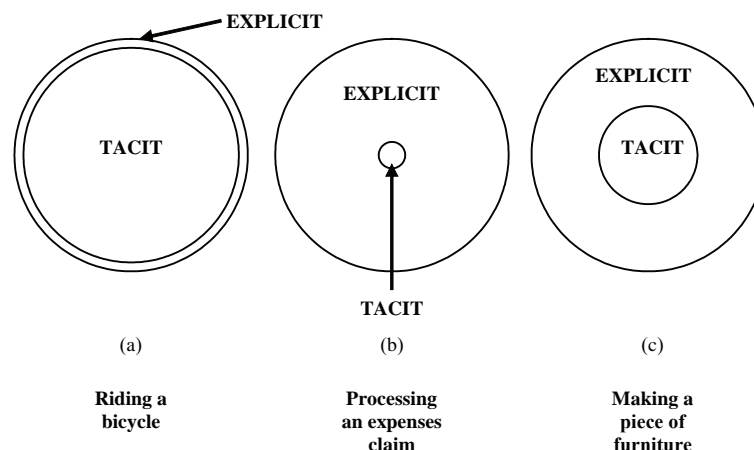 EXPLICIT
TACIT
EXPLICIT
TACIT
EXPLICIT
TACIT
(a)
(b)
(c)
Riding a
bicycle
Processing
an expenses
claim
Making a
piece of
furniture